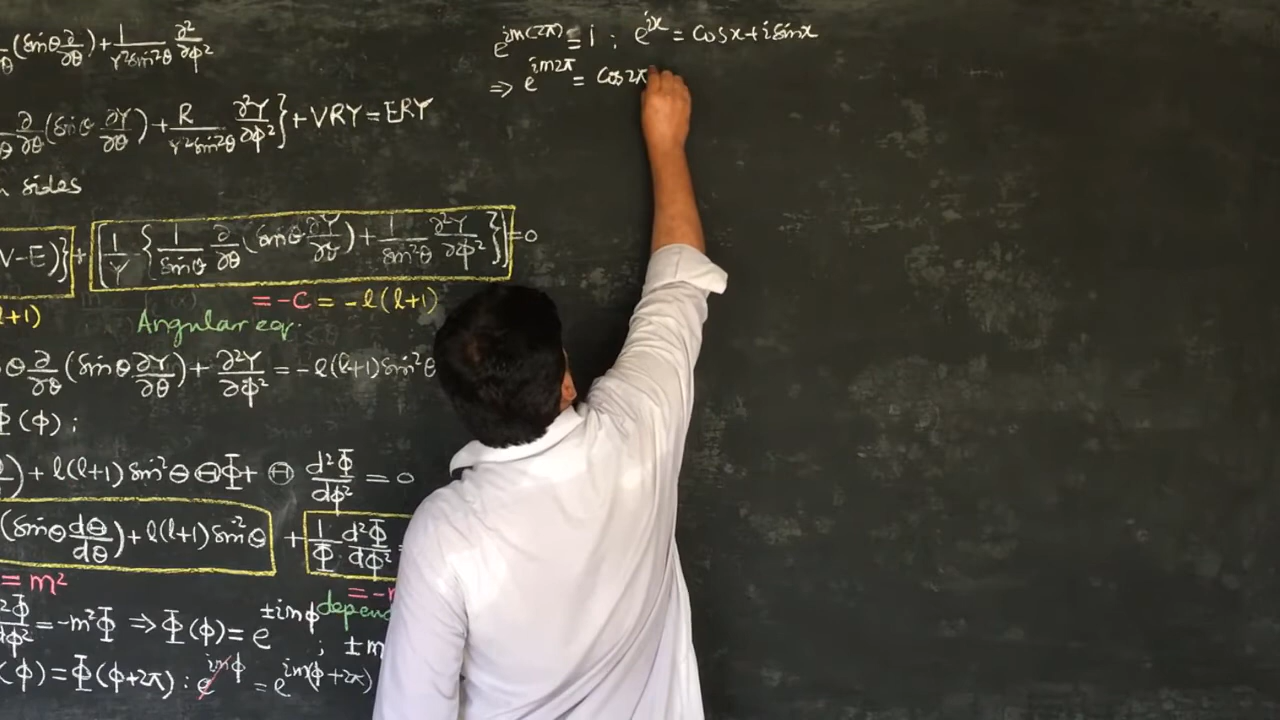 (sinθ ∂/∂θ) + 1/r²sin²θ ∂²/∂φ²
∂/∂θ (sinθ ∂Y/∂θ) + R/r²sin²θ ∂²Y/∂φ² } + VRY = ERY
sides
V-E)} + [1/Y {1/sinθ ∂/∂θ (sinθ ∂Y/∂θ) + 1/sin²θ ∂²Y/∂φ²}] = 0
l+1)
= -C = -l(l+1)
Angular eq.
θ ∂/∂θ (sinθ ∂Y/∂θ) + ∂²Y/∂φ² = -l(l+1)sin²θ
Φ(φ);
) + l(l+1) sin²θ ΘΦ + Θ d²Φ/dφ² = 0
(sinθ dΘ/dθ) + l(l+1) sin²θ + 1/Φ d²Φ/dφ²
= m²
= -
depend
²Φ/dφ² = -m²Φ ⇒ Φ(φ) = e^±imφ ; ±m
(φ) = Φ(φ+2π) : e^imφ = e^im(φ+2π)
e^im(2π) = 1 ; e^ix = cosx + i sinx
⇒ e^im2π = cos2π